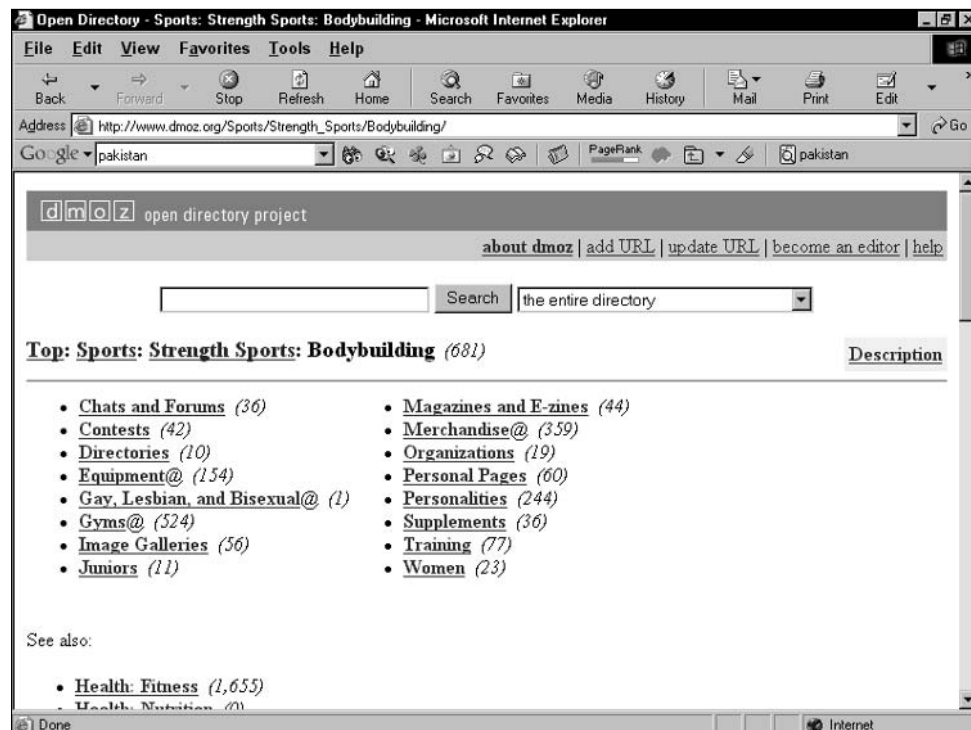 Open Directory - Sports: Strength Sports: Bodybuilding - Microsoft Internet Explorer
File Edit View Favorites Tools Help
Back Forward Stop Refresh Home Search Favorites Media History Mail Print Edit
Address http://www.dmoz.org/Sports/Strength_Sports/Bodybuilding/ Go
Google pakistan PageRank pakistan
dmoz open directory project
about dmoz | add URL | update URL | become an editor | help
Search the entire directory
Top: Sports: Strength Sports: Bodybuilding (681)
Description
• Chats and Forums (36)
• Contests (42)
• Directories (10)
• Equipment@ (154)
• Gay, Lesbian, and Bisexual@ (1)
• Gyms@ (524)
• Image Galleries (56)
• Juniors (11)
• Magazines and E-zines (44)
• Merchandise@ (359)
• Organizations (19)
• Personal Pages (60)
• Personalities (244)
• Supplements (36)
• Training (77)
• Women (23)
See also:
• Health: Fitness (1,655)
• Health: Nutrition (0)
Done Internet